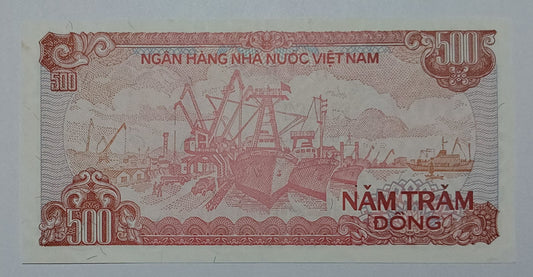 NGÂN HÀNG NHÀ NƯỚC VIỆT NAM
500
500
500
NĂM TRĂM
ĐỒNG